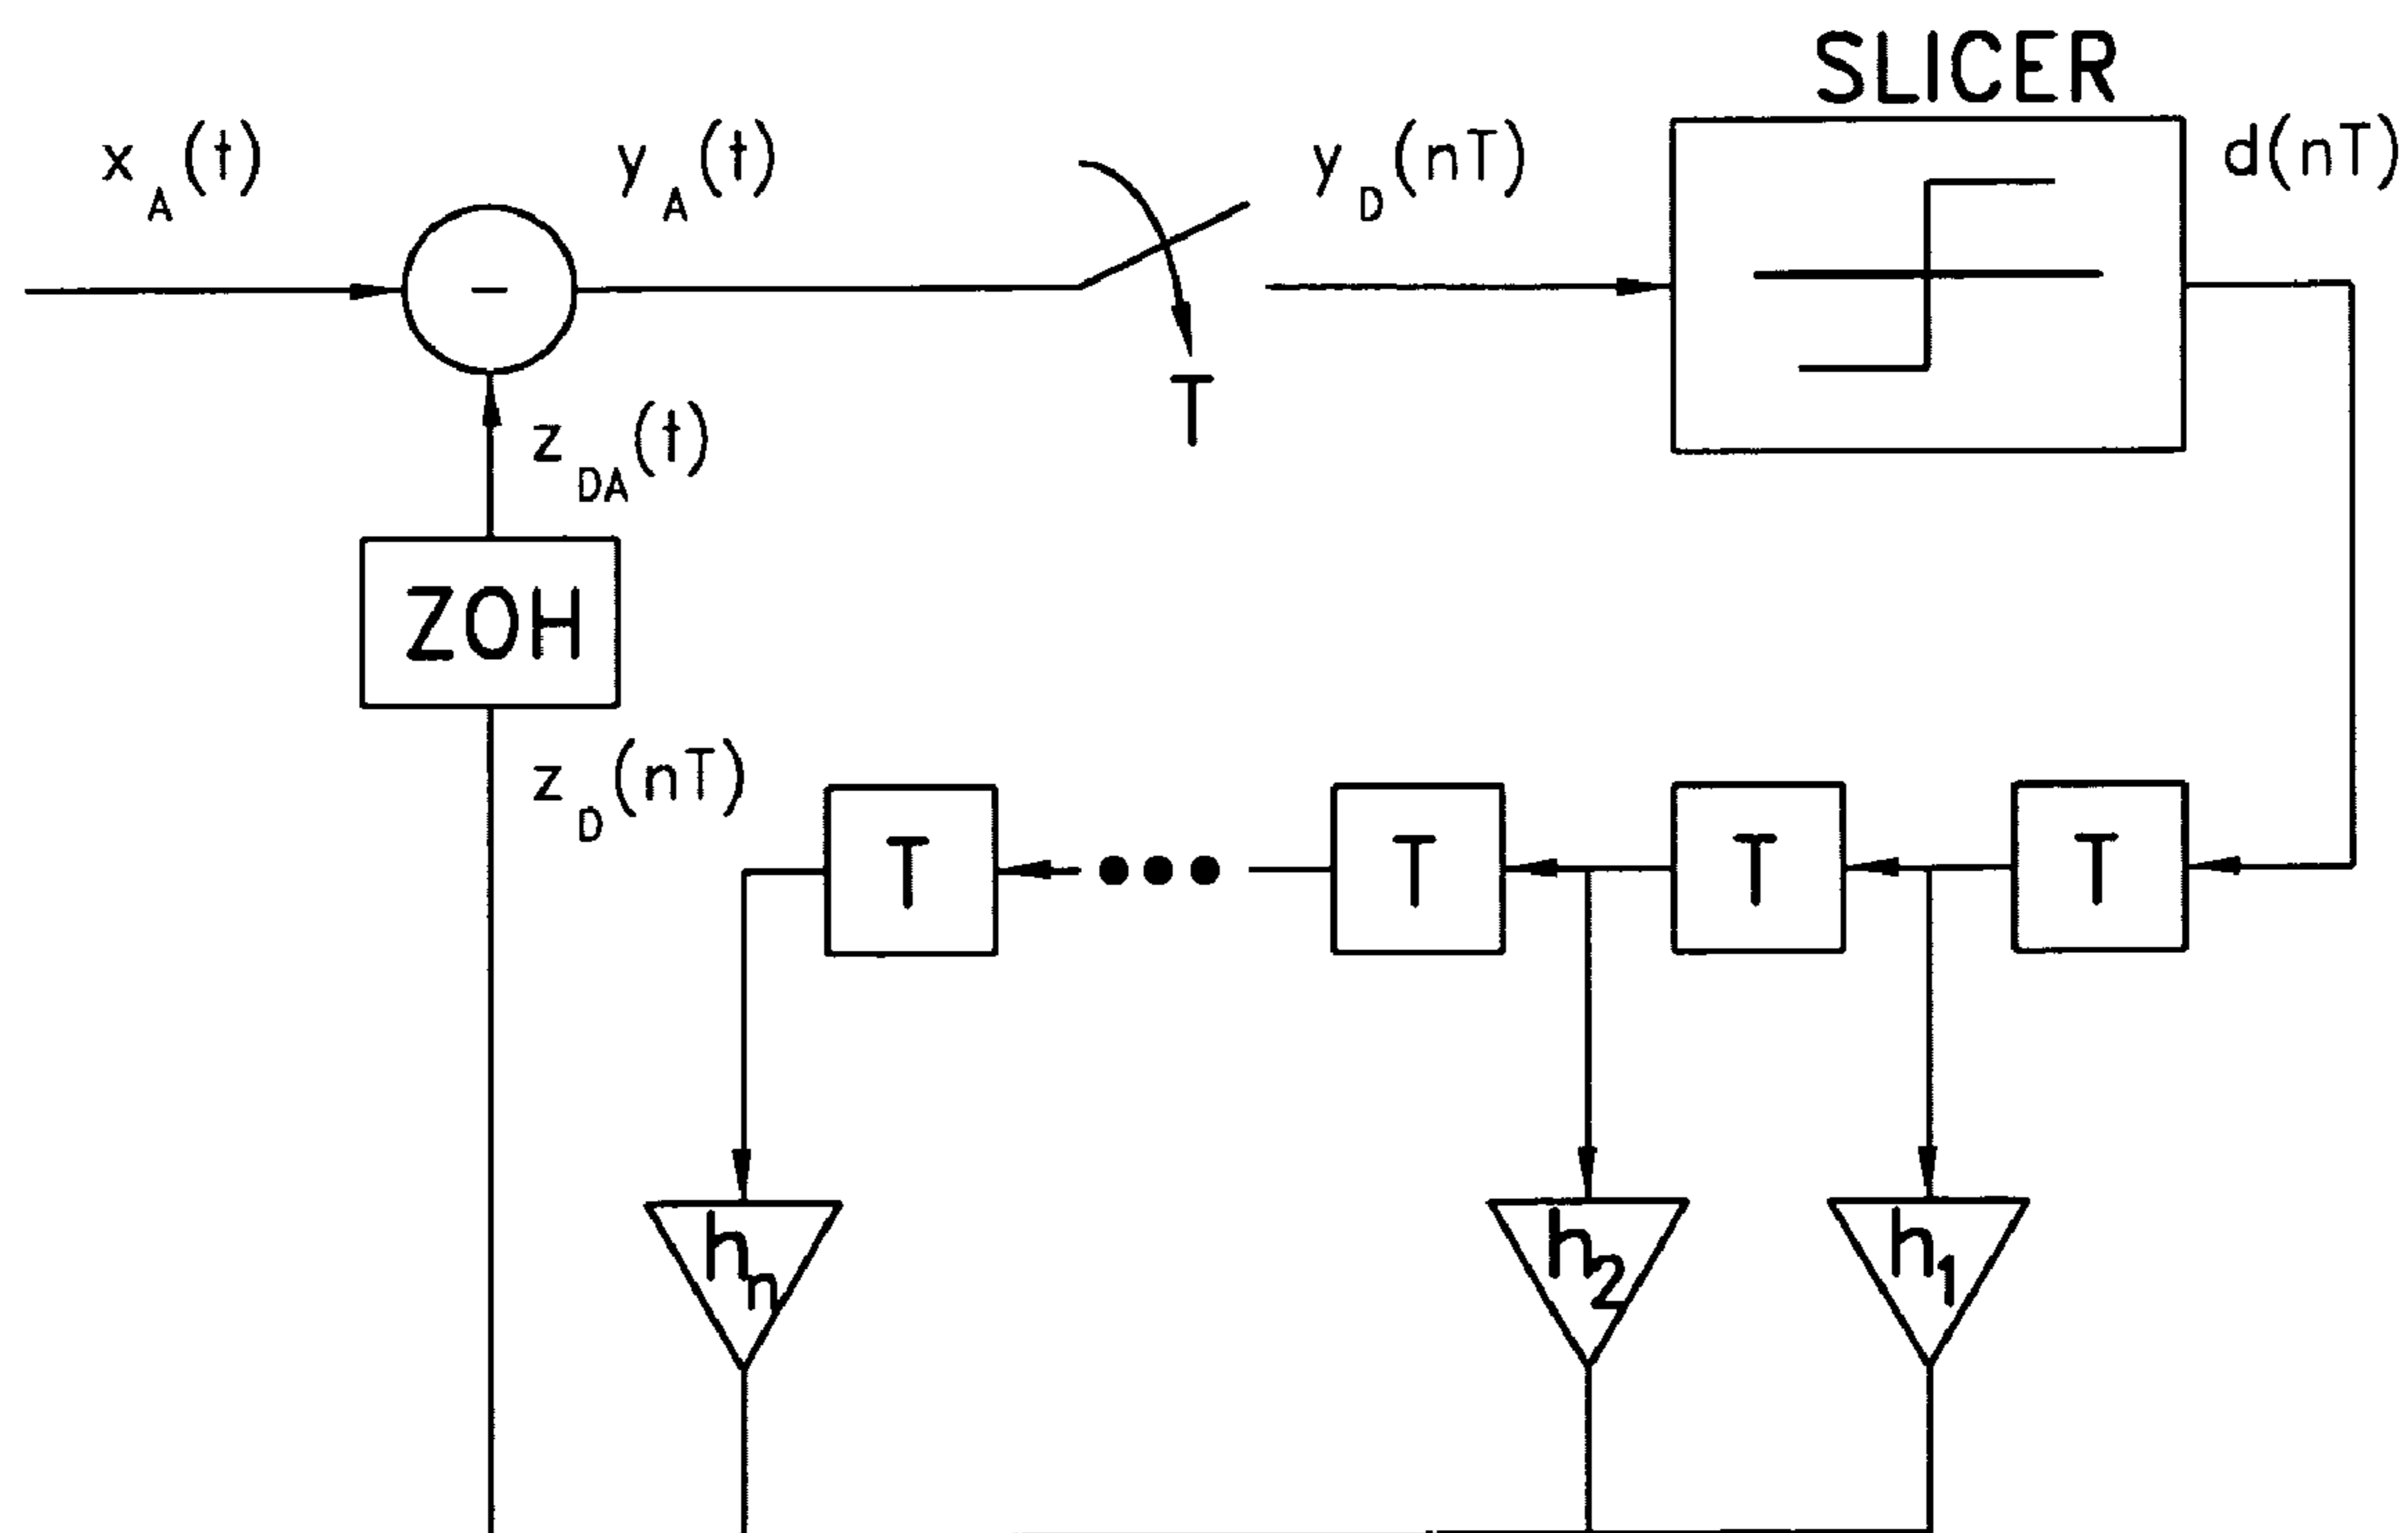 SLICER
x_A(t)
y_A(t)
y_D(nT)
d(nT)
-
T
z_DA(t)
ZOH
z_D(nT)
T
T
T
T
h_n
h_2
h_1